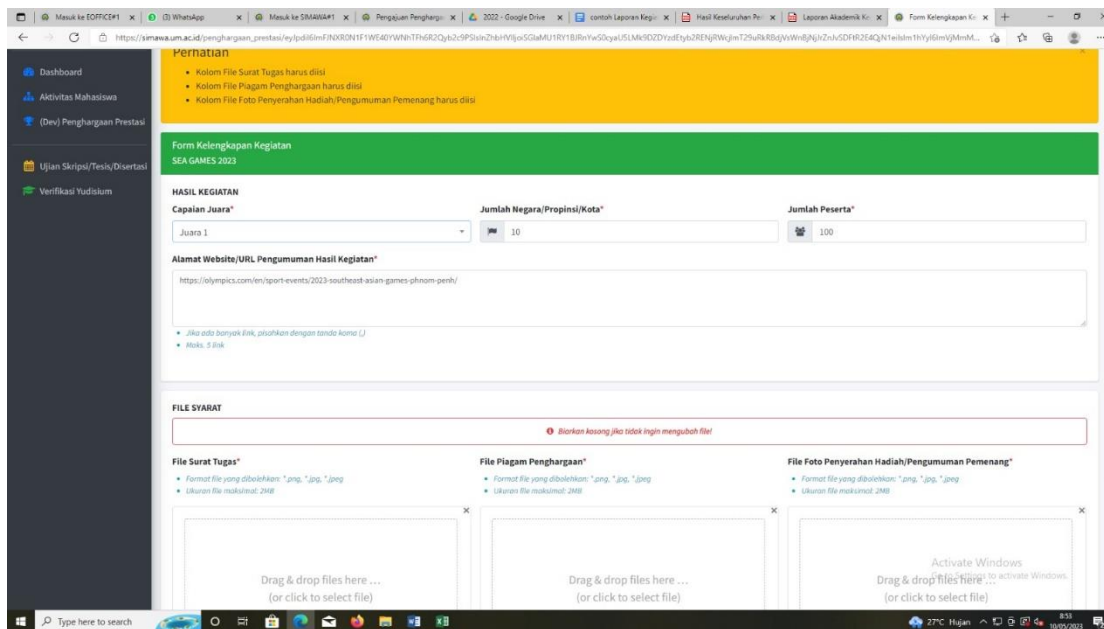 Masuk ke EOFFICE#1
(3) WhatsApp
Masuk ke SIMAWA#1
Pengajuan Pengharga
2022 - Google Drive
contoh Laporan Kegi
Hasil Keseluruhan Pe
Laporan Akademik K
Form Kelengkapan Ke
Perhatian
Dashboard
Aktivitas Mahasiswa
(Dev) Penghargaan Prestasi
Ujian Skripsi/Tesis/Disertasi
Verifikasi Yudisium
Kolom File Surat Tugas harus diisi
Kolom File Piagam Penghargaan harus diisi
Kolom File Foto Penyerahan Hadiah/Pengumuman Pemenang harus diisi
Form Kelengkapan Kegiatan
SEA GAMES 2023
HASIL KEGIATAN
Capaian Juara* Jumlah Negara/Propinsi/Kota* Jumlah Peserta*
Juara 1 10 100
Alamat Website/URL Pengumuman Hasil Kegiatan*
https://olympics.com/en/sport-events/2023-southeast-asian-games-phnom-penh/
Jika ada banyak link, pisahkan dengan tanda koma (,)
Maks. 5 link
FILE SYARAT
Biarkan kosong jika tidak ingin mengubah file!
File Surat Tugas* File Piagam Penghargaan* File Foto Penyerahan Hadiah/Pengumuman Pemenang*
Format file yang dibolehkan: *.png, *.jpg, *.jpeg Format file yang dibolehkan: *.png, *.jpg, *.jpeg Format file yang dibolehkan: *.png, *.jpg, *.jpeg
Ukuran file maksimal: 2MB Ukuran file maksimal: 2MB Ukuran file maksimal: 2MB
Drag & drop files here … Drag & drop files here … Drag & drop files here …
(or click to select file) (or click to select file) (or click to select file)
Activate Windows
Go to Settings to activate Windows.
Type here to search
27°C Hujan
8:53
10/05/2023